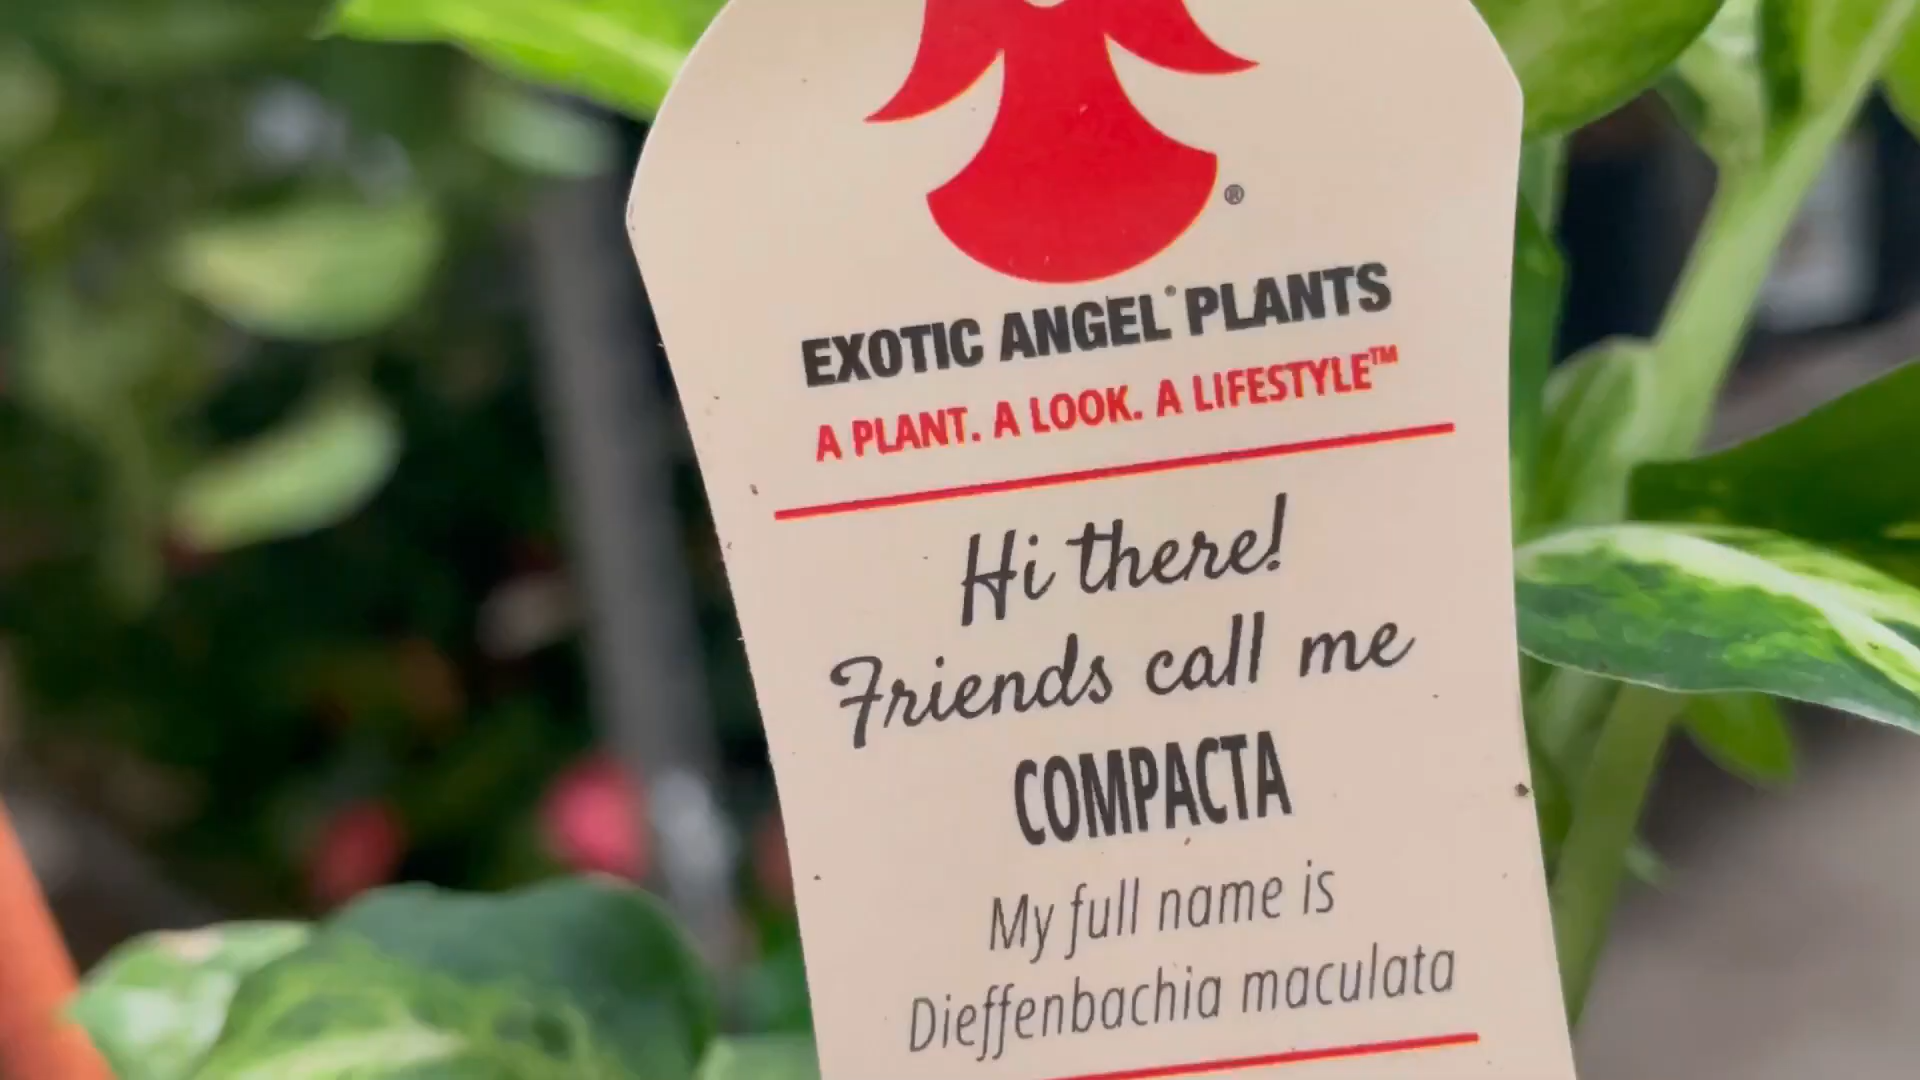 ®
EXOTIC ANGEL® PLANTS
A PLANT. A LOOK. A LIFESTYLE™
Hi there!
Friends call me
COMPACTA
My full name is
Dieffenbachia maculata